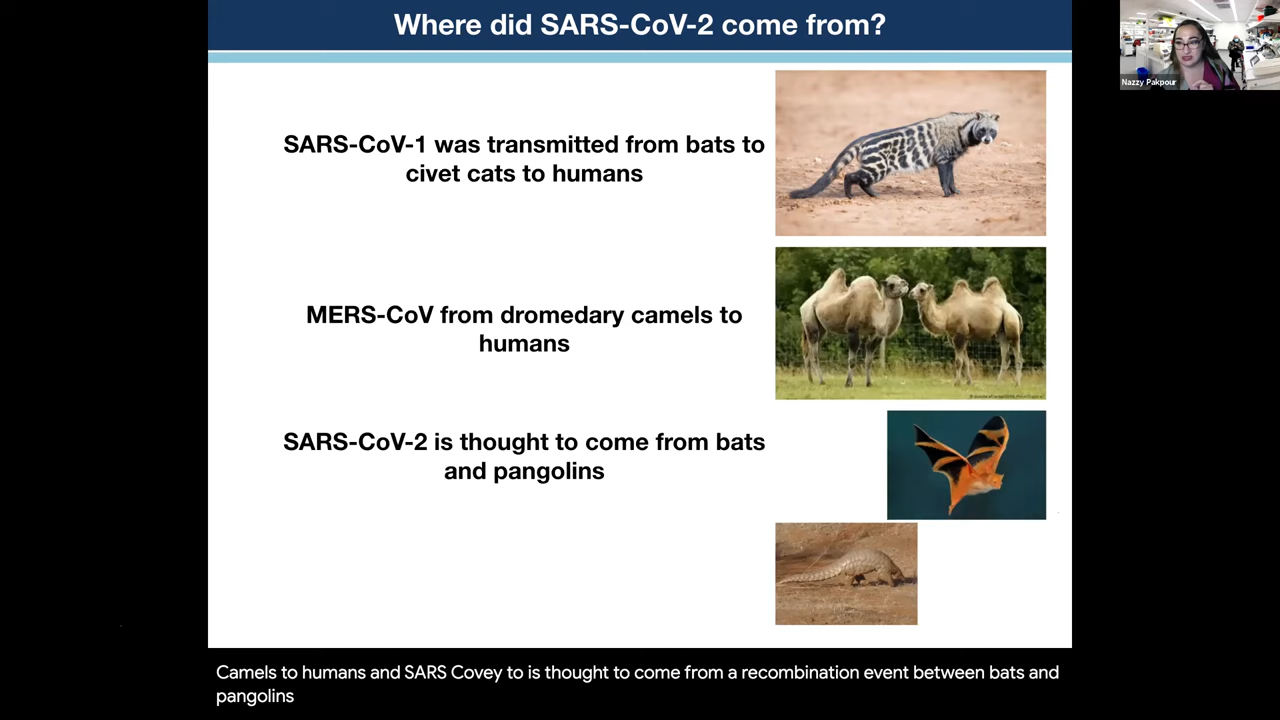 Where did SARS-CoV-2 come from?
Nazzy Pakpour
SARS-CoV-1 was transmitted from bats to
civet cats to humans
MERS-CoV from dromedary camels to
humans
SARS-CoV-2 is thought to come from bats
and pangolins
Camels to humans and SARS Covey to is thought to come from a recombination event between bats and
pangolins